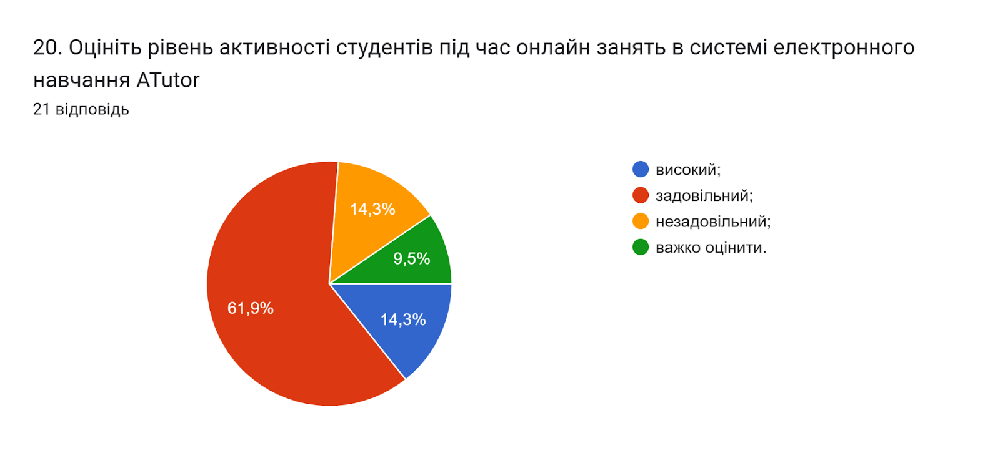 20. Оцініть рівень активності студентів під час онлайн занять в системі електронного
навчання ATutor
21 відповідь
високий;
задовільний;
незадовільний;
важко оцінити.
14,3%
9,5%
61,9%
14,3%